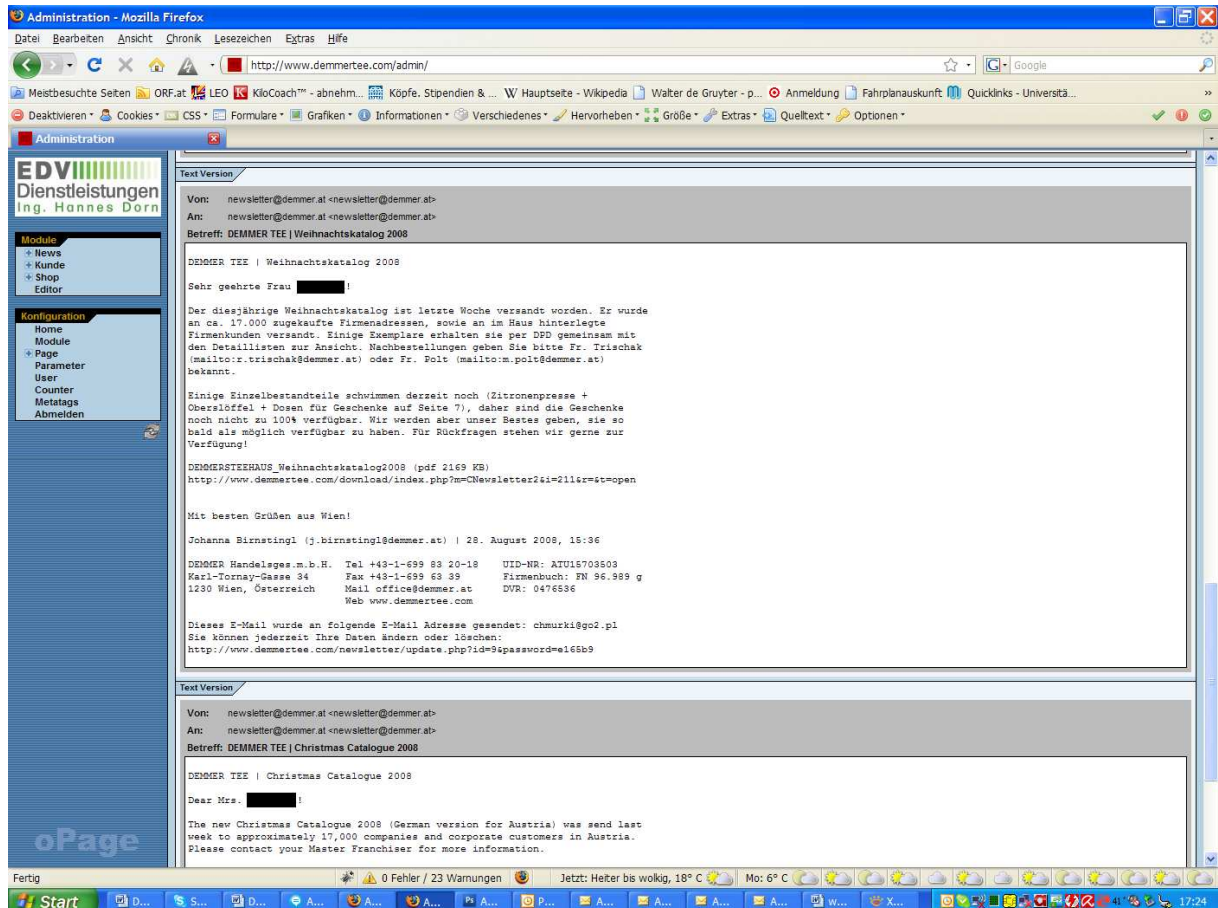 Administration - Mozilla Firefox
Datei Bearbeiten Ansicht Chronik Lesezeichen Extras Hilfe
http://www.demmertee.com/admin/
Google
Meistbesuchte Seiten ORF.at LEO KiloCoach™ - abnehm... Köpfe. Stipendien & ... Hauptseite - Wikipedia Walter de Gruyter - p... Anmeldung Fahrplanauskunft Quicklinks - Universitä...
Deaktivieren Cookies CSS Formulare Grafiken Informationen Verschiedenes Hervorheben Größe Extras Quelltext Optionen
Administration
EDV
Dienstleistungen
Ing. Hannes Dorn
Module
News
Kunde
Shop
Editor
Konfiguration
Home
Module
Page
Parameter
User
Counter
Metatags
Abmelden
oPage
Text Version
Von: newsletter@demmer.at <newsletter@demmer.at>
An: newsletter@demmer.at <newsletter@demmer.at>
Betreff: DEMMER TEE | Weihnachtskatalog 2008
DEMMER TEE | Weihnachtskatalog 2008
Sehr geehrte Frau !
Der diesjährige Weihnachtskatalog ist letzte Woche versandt worden. Er wurde
an ca. 17.000 zugekaufte Firmenadressen, sowie an im Haus hinterlegte
Firmenkunden versandt. Einige Exemplare erhalten sie per DPD gemeinsam mit
den Detaillisten zur Ansicht. Nachbestellungen geben Sie bitte Fr. Trischak
(mailto:r.trischak@demmer.at) oder Fr. Polt (mailto:m.polt@demmer.at)
bekannt.
Einige Einzelbestandteile schwimmen derzeit noch (Zitronenpresse +
Oberslöffel + Dosen für Geschenke auf Seite 7), daher sind die Geschenke
noch nicht zu 100% verfügbar. Wir werden aber unser Bestes geben, sie so
bald als möglich verfügbar zu haben. Für Rückfragen stehen wir gerne zur
Verfügung!
DEMMERSTEEHAUS_Weihnachtskatalog2008 (pdf 2169 KB)
http://www.demmertee.com/download/index.php?m=CNewsletter2&i=211&r=&t=open
Mit besten Grüßen aus Wien!
Johanna Birnstingl (j.birnstingl@demmer.at) | 28. August 2008, 15:36
DEMMER Handelsges.m.b.H. Tel +43-1-699 83 20-18 UID-NR: ATU15703503
Karl-Tornay-Gasse 34 Fax +43-1-699 63 39 Firmenbuch: FN 96.989 g
1230 Wien, Österreich Mail office@demmer.at DVR: 0476536
Web www.demmertee.com
Dieses E-Mail wurde an folgende E-Mail Adresse gesendet: chmurki@go2.pl
Sie können jederzeit Ihre Daten ändern oder löschen:
http://www.demmertee.com/newsletter/update.php?id=9&password=e165b9
Text Version
Von: newsletter@demmer.at <newsletter@demmer.at>
An: newsletter@demmer.at <newsletter@demmer.at>
Betreff: DEMMER TEE | Christmas Catalogue 2008
DEMMER TEE | Christmas Catalogue 2008
Dear Mrs. !
The new Christmas Catalogue 2008 (German version for Austria) was send last
week to approximately 17,000 companies and corporate customers in Austria.
Please contact your Master Franchiser for more information.
Fertig 0 Fehler / 23 Warnungen Jetzt: Heiter bis wolkig, 18° C Mo: 6° C
Start D... S... D... A... A... A... A... P... A... A... A... A... w... X... 41° 17:24